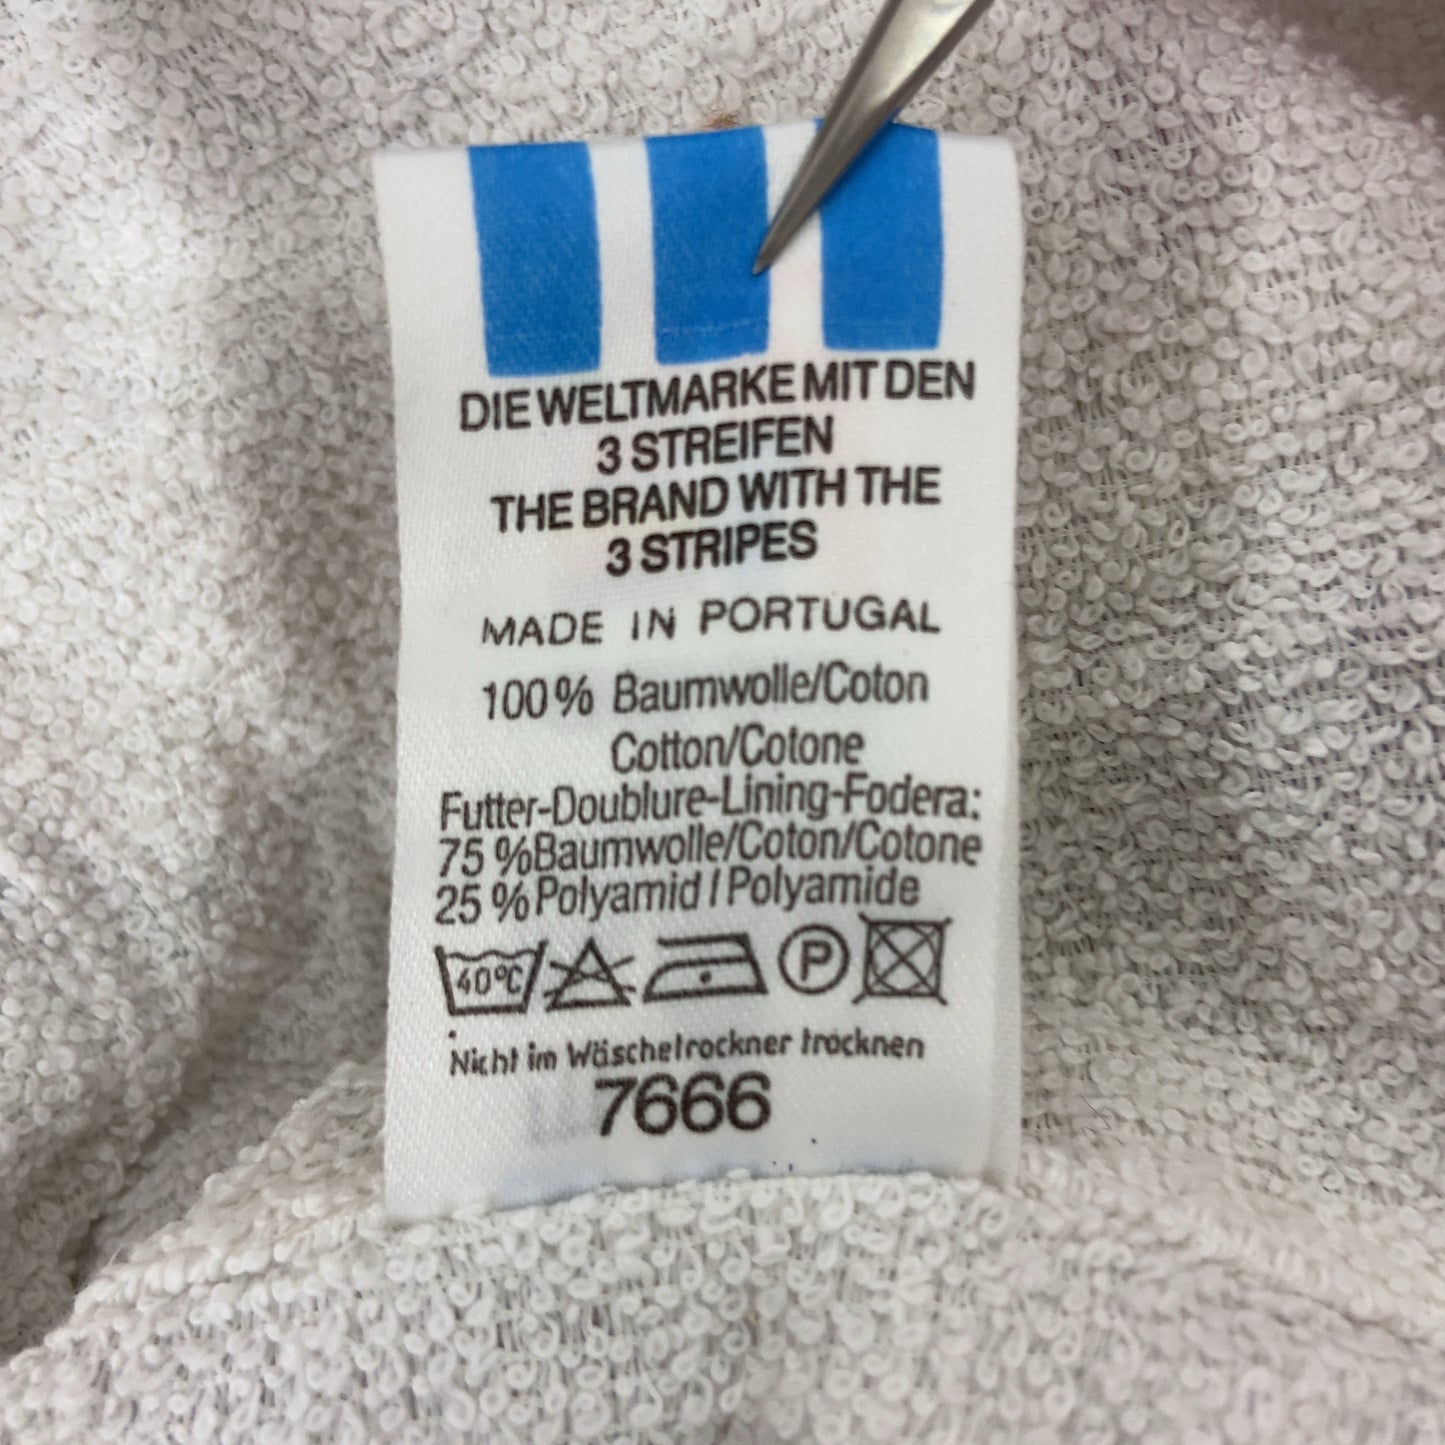 DIE WELTMARKE MIT DEN
3 STREIFEN
THE BRAND WITH THE
3 STRIPES
MADE IN PORTUGAL
100% Baumwolle/Coton
Cotton/Cotone
Futter-Doublure-Lining-Fodera:
75 %Baumwolle/Coton/Cotone
25 % Polyamid / Polyamide
40°C P
Nicht im Wäschetrockner trocknen
7666